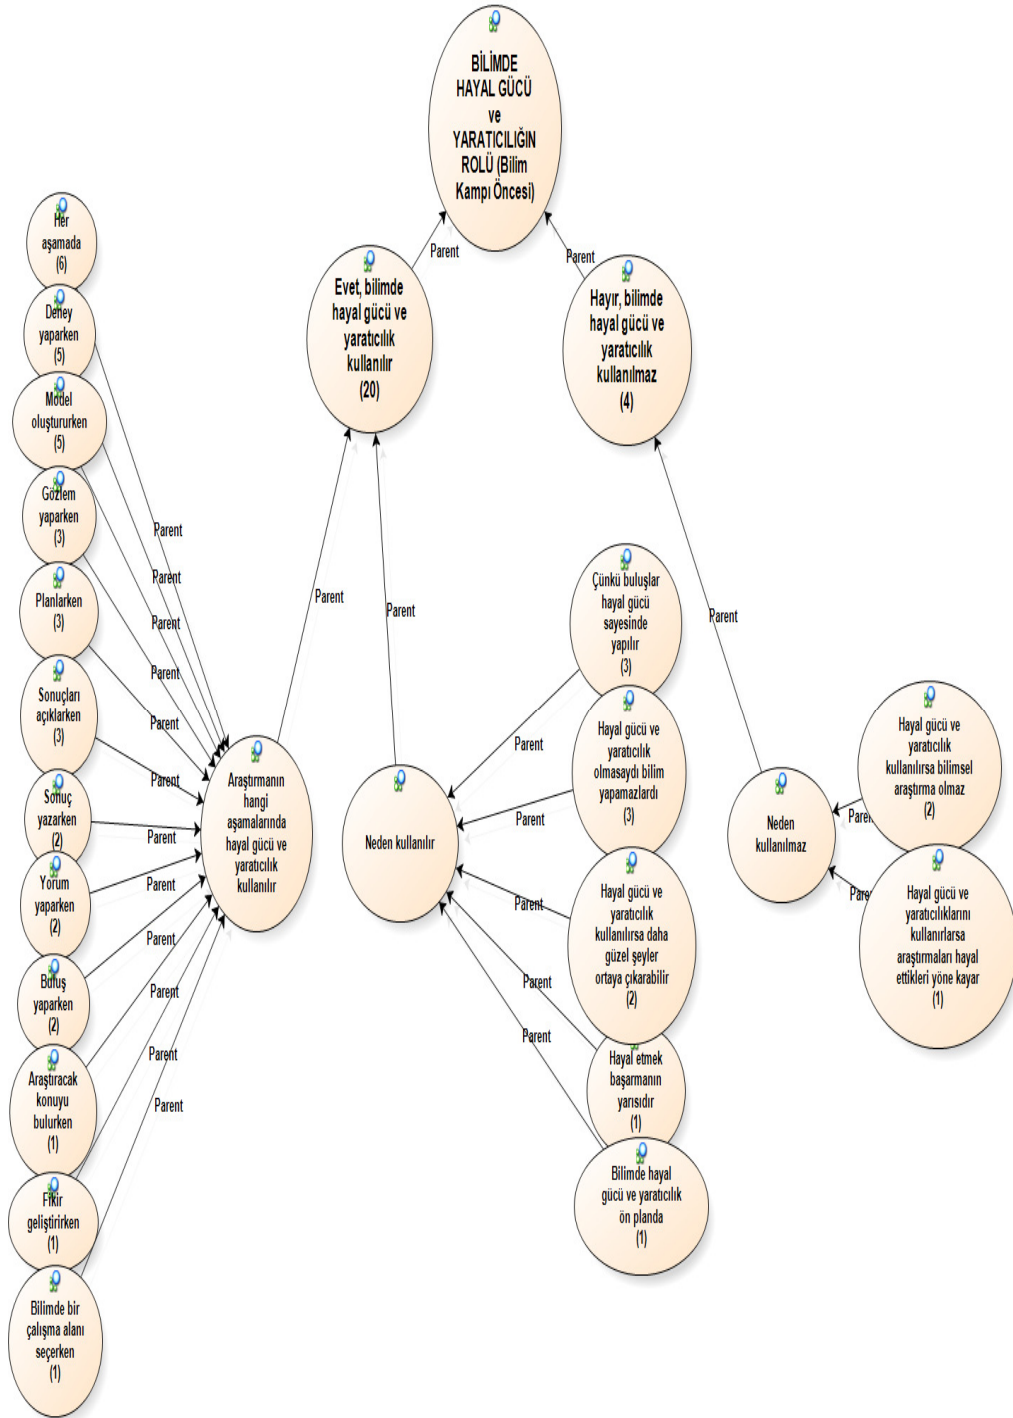 BİLİMDE
HAYAL GÜCÜ
ve
YARATICILIĞIN
ROLÜ (Bilim
Kampı Öncesi)
Parent
Parent
Evet, bilimde
hayal gücü ve
yaratıcılık
kullanılır
(20)
Hayır, bilimde
hayal gücü ve
yaratıcılık
kullanılmaz
(4)
Her
aşamada
(6)
Deney
yaparken
(5)
Model
oluştururken
(5)
Gözlem
yaparken
(3)
Planlarken
(3)
Sonuçları
açıklarken
(3)
Sonuç
yazarken
(2)
Yorum
yaparken
(2)
Buluş
yaparken
(2)
Araştıracak
konuyu
bulurken
(1)
Fikir
geliştirirken
(1)
Bilimde bir
çalışma alanı
seçerken
(1)
Parent
Parent
Parent
Parent
Parent
Parent
Parent
Parent
Parent
Parent
Parent
Parent
Araştırmanın
hangi
aşamalarında
hayal gücü ve
yaratıcılık
kullanılır
Parent
Parent
Neden kullanılır
Parent
Parent
Parent
Parent
Parent
Çünkü buluşlar
hayal gücü
sayesinde
yapılır
(3)
Hayal gücü ve
yaratıcılık
olmasaydı bilim
yapamazlardı
(3)
Hayal gücü ve
yaratıcılık
kullanılırsa daha
güzel şeyler
ortaya çıkarabilir
(2)
Hayal etmek
başarmanın
yarısıdır
(1)
Bilimde hayal
gücü ve yaratıcılık
ön planda
(1)
Parent
Neden
kullanılmaz
Pare
Pare
Hayal gücü ve
yaratıcılık
kullanılırsa bilimsel
araştırma olmaz
(2)
Hayal gücü ve
yaratıcılıklarını
kullanırlarsa
araştırmaları hayal
ettikleri yöne kayar
(1)